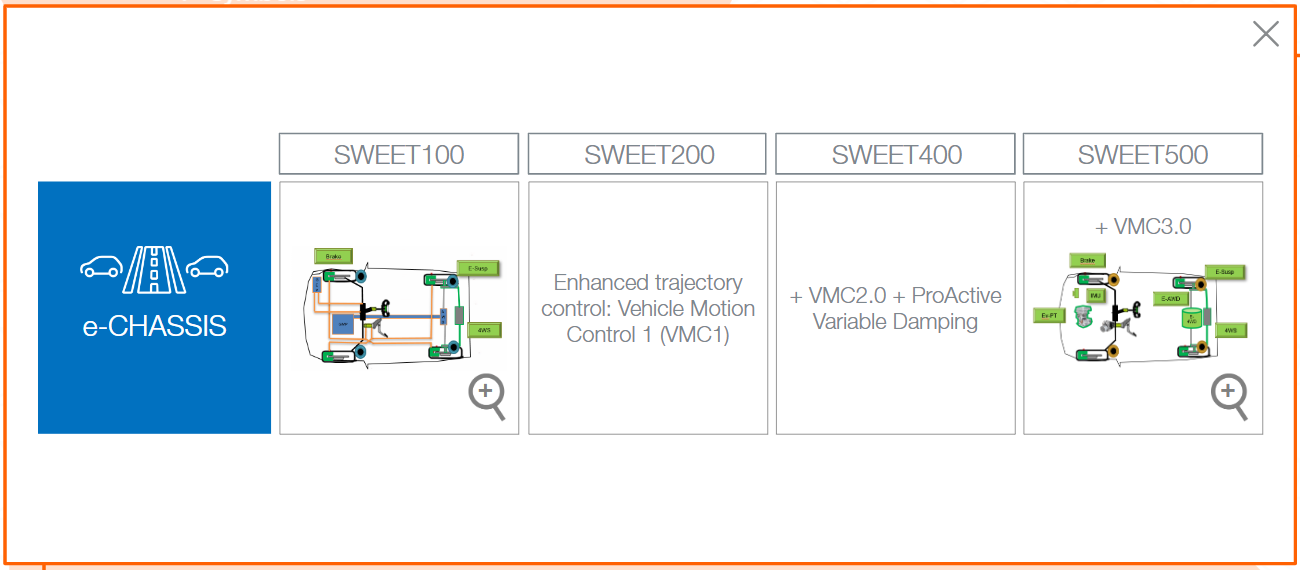 SWEET100
SWEET200
SWEET400
SWEET500
e-CHASSIS
Brake
E-Susp
4WS
Enhanced trajectory
control: Vehicle Motion
Control 1 (VMC1)
+ VMC2.0 + ProActive
Variable Damping
+ VMC3.0
Brake
E-Susp
IMU
E-AWD
Ev-PT
4WS